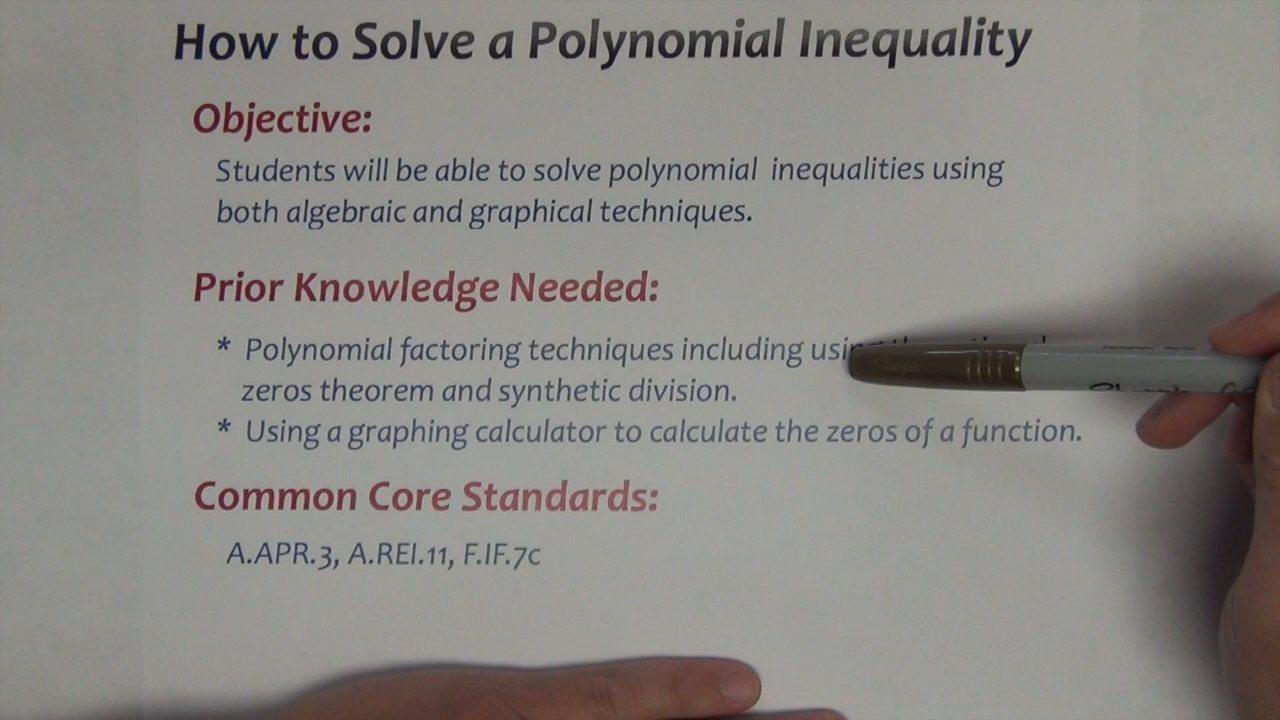 How to Solve a Polynomial Inequality
Objective:
Students will be able to solve polynomial inequalities using
both algebraic and graphical techniques.
Prior Knowledge Needed:
* Polynomial factoring techniques including using
zeros theorem and synthetic division.
* Using a graphing calculator to calculate the zeros of a function.
Common Core Standards:
A.APR.3, A.REI.11, F.IF.7c